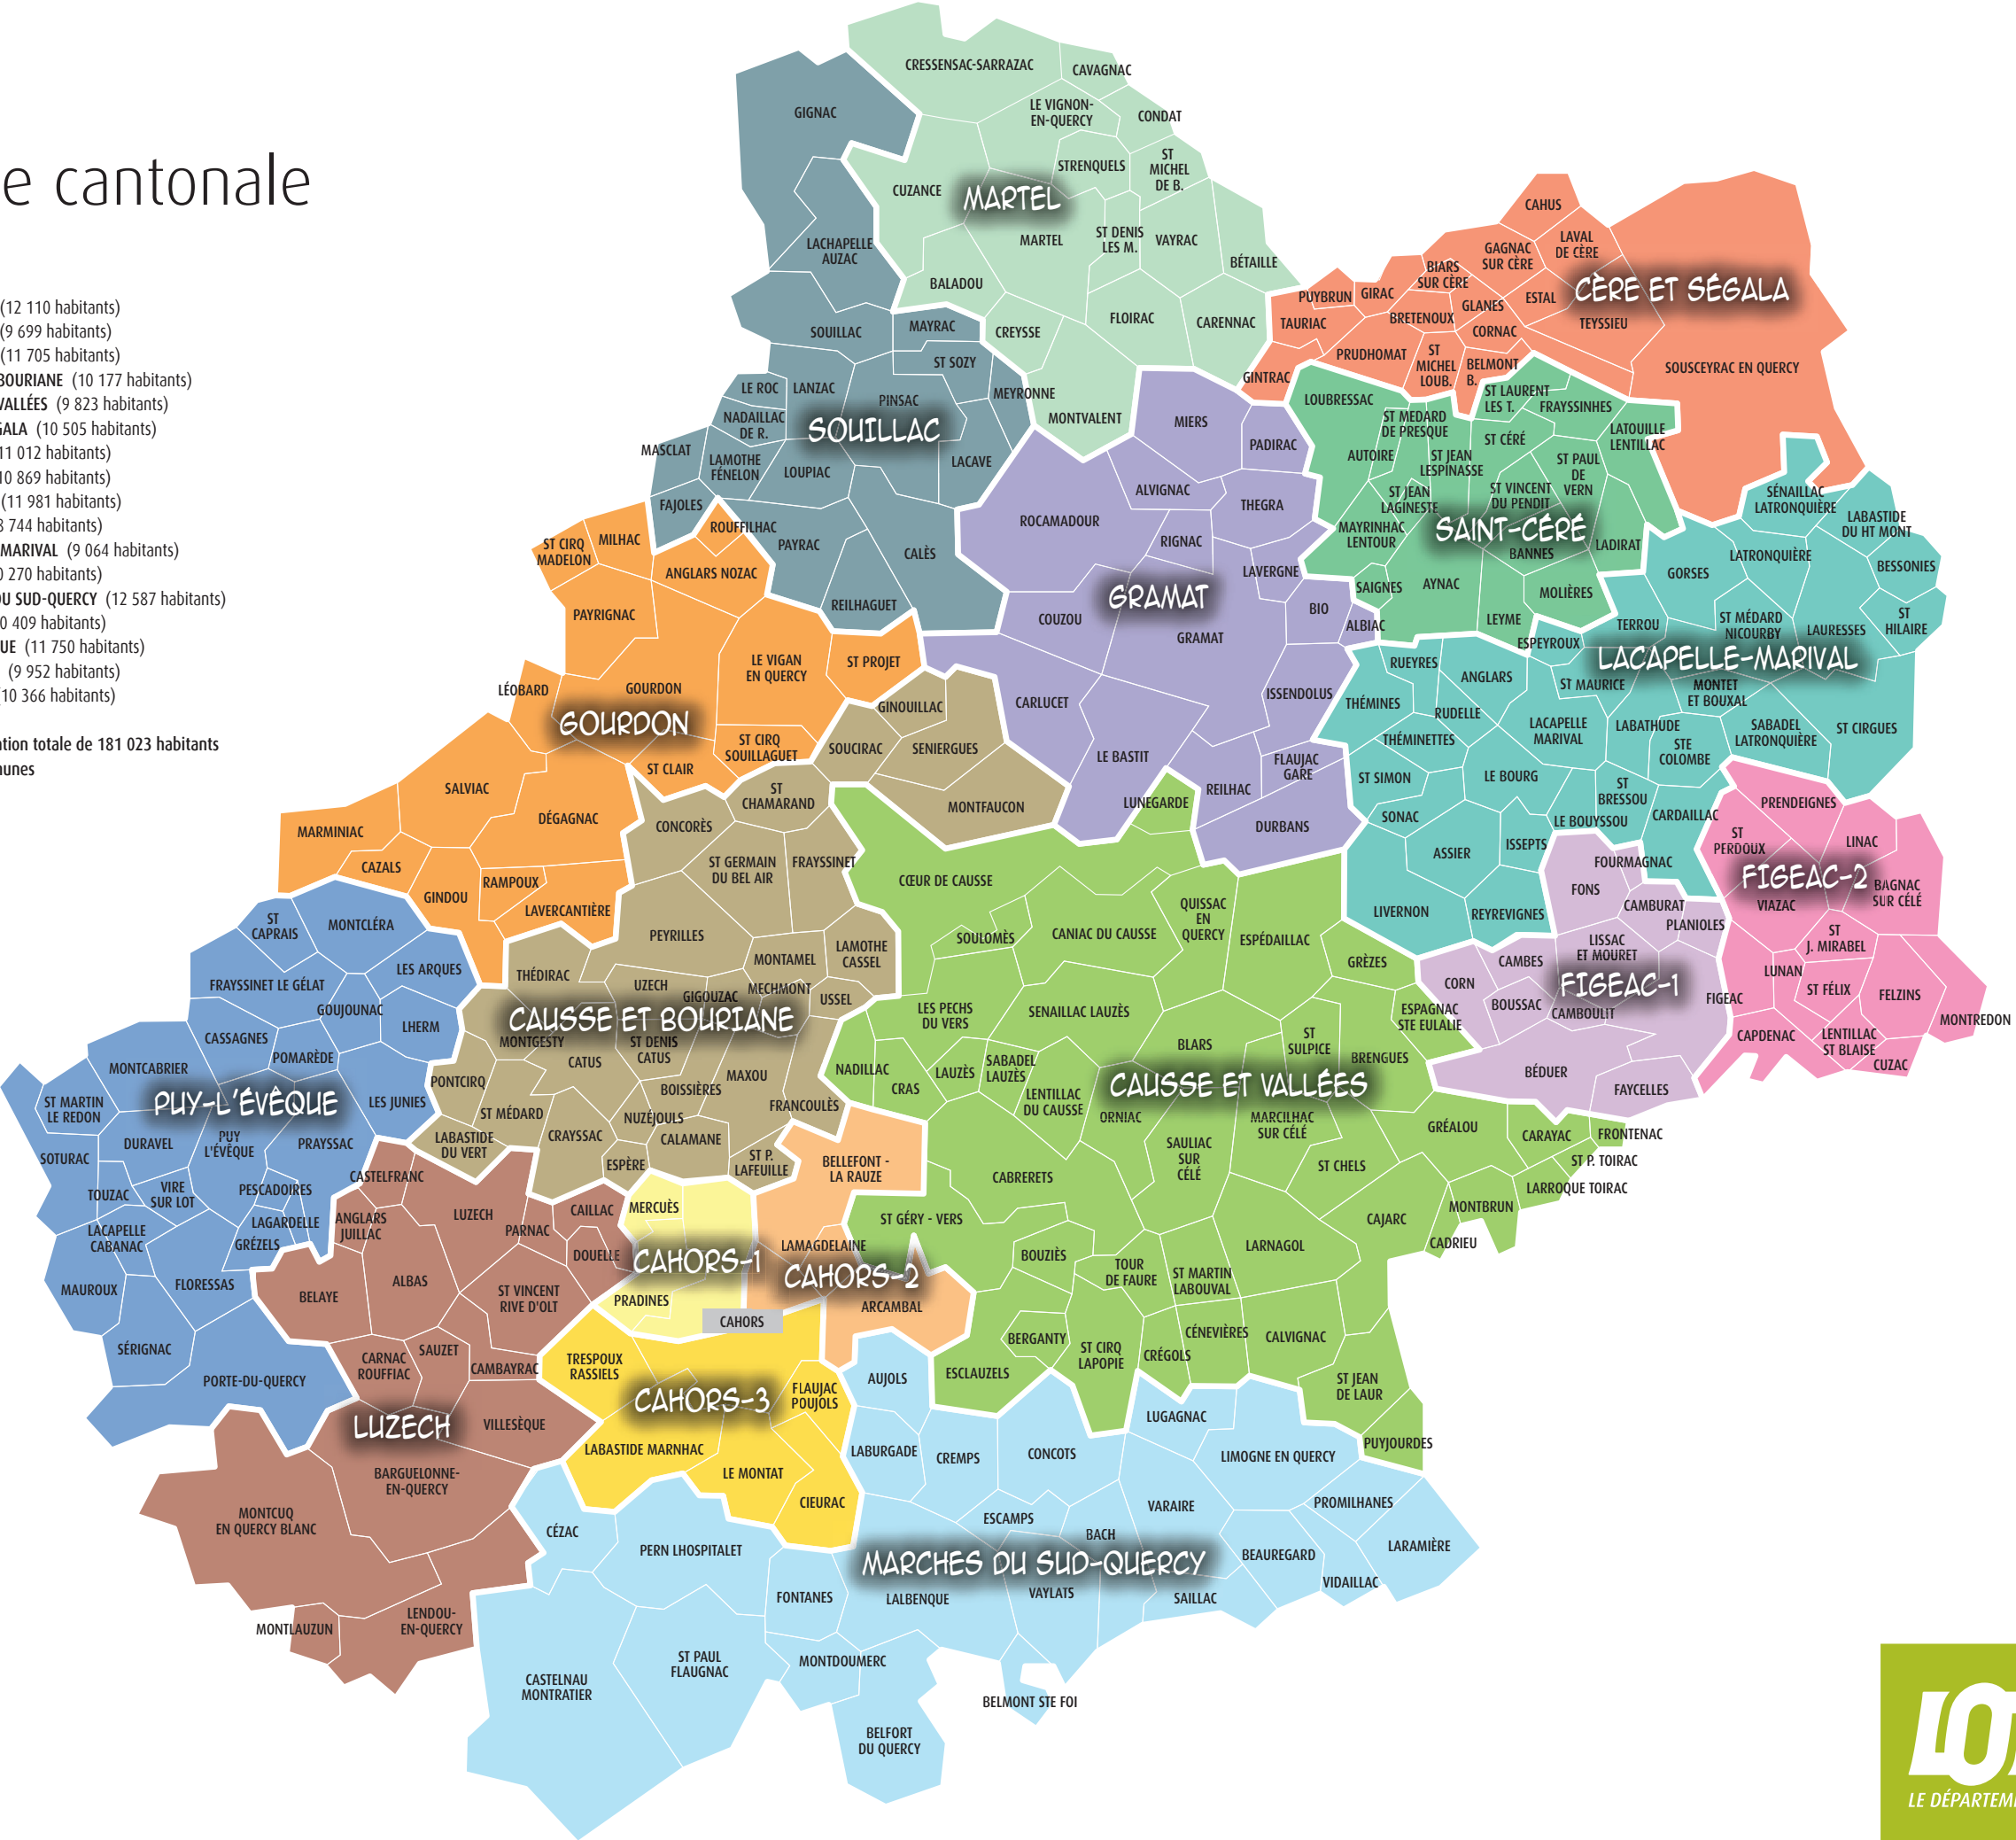 e cantonale
(12 110 habitants)
(9 699 habitants)
(11 705 habitants)
BOURIANE (10 177 habitants)
VALLÉES (9 823 habitants)
GALA (10 505 habitants)
11 012 habitants)
10 869 habitants)
(11 981 habitants)
8 744 habitants)
MARIVAL (9 064 habitants)
0 270 habitants)
DU SUD-QUERCY (12 587 habitants)
0 409 habitants)
QUE (11 750 habitants)
(9 952 habitants)
10 366 habitants)
ation totale de 181 023 habitants
munes
MARTEL
CRESSENSAC-SARRAZAC
CAVAGNAC
LE VIGNON-
EN-QUERCY
CONDAT
STRENQUELS
ST
MICHEL
DE B.
CUZANCE
MARTEL
ST DENIS
LES M.
VAYRAC
BÉTAILLE
BALADOU
CREYSSE
FLOIRAC
CARENNAC
MONTVALENT
SOUILLAC
GIGNAC
LACHAPELLE
AUZAC
SOUILLAC
MAYRAC
ST SOZY
LE ROC
LANZAC
PINSAC
MEYRONNE
NADAILLAC
DE R.
MASCLAT
LAMOTHE
FÉNELON
LOUPIAC
LACAVE
FAJOLES
PAYRAC
CALÈS
REILHAGUET
CÈRE ET SÉGALA
CAHUS
GAGNAC
SUR CÈRE
LAVAL
DE CÈRE
BIARS
SUR CÈRE
PUYBRUN
GIRAC
GLANES
ESTAL
TAURIAC
BRETENOUX
CORNAC
TEYSSIEU
PRUDHOMAT
ST
MICHEL
LOUB.
BELMONT
B.
GINTRAC
SOUSCEYRAC EN QUERCY
SAINT-CÉRÉ
LOUBRESSAC
ST MEDARD
DE PRESQUE
ST LAURENT
LES T.
FRAYSSINHES
AUTOIRE
ST JEAN
LESPINASSE
ST CÉRÉ
LATOUILLE
LENTILLAC
ST PAUL
DE
VERN
ST JEAN
LAGINESTE
ST VINCENT
DU PENDIT
MAYRINHAC
LENTOUR
BANNES
LADIRAT
SAIGNES
AYNAC
MOLIÈRES
LEYME
GRAMAT
MIERS
PADIRAC
ALVIGNAC
THEGRA
ROCAMADOUR
RIGNAC
LAVERGNE
COUZOU
GRAMAT
BIO
ALBIAC
CARLUCET
ISSENDOLUS
LE BASTIT
FLAUJAC
GARE
REILHAC
DURBANS
LACAPELLE-MARIVAL
SÉNAILLAC
LATRONQUIÈRE
LABASTIDE
DU HT MONT
LATRONQUIÈRE
GORSES
BESSONIES
ST
HILAIRE
TERROU
ST MÉDARD
NICOURBY
LAURESSES
ESPEYROUX
RUEYRES
ANGLARS
ST MAURICE
MONTET
ET BOUXAL
THÉMINES
RUDELLE
LACAPELLE
MARIVAL
LABATHUDE
SABADEL
LATRONQUIÈRE
ST CIRGUES
THÉMINETTES
STE
COLOMBE
ST SIMON
LE BOURG
ST
BRESSOU
CARDAILLAC
SONAC
LE BOUYSSOU
ASSIER
ISSEPTS
LIVERNON
REYREVIGNES
GOURDON
ST CIRQ
MADELON
MILHAC
ROUFFILHAC
ANGLARS NOZAC
PAYRIGNAC
LE VIGAN
EN QUERCY
ST PROJET
LÉOBARD
GOURDON
ST CIRQ
SOUILLAGUET
ST CLAIR
SALVIAC
DÉGAGNAC
MARMINIAC
CAZALS
GINDOU
RAMPOUX
LAVERCANTIÈRE
CAUSSE ET BOURIANE
GINOUILLAC
SOUCIRAC
SENIERGUES
MONTFAUCON
ST
CHAMARAND
CONCORÈS
ST GERMAIN
DU BEL AIR
FRAYSSINET
PEYRILLES
MONTAMEL
LAMOTHE
CASSEL
THÉDIRAC
UZECH
GIGOUZAC
MECHMONT
USSEL
MONTGESTY
CATUS
ST DENIS
CATUS
PONTCIRQ
BOISSIÈRES
MAXOU
FRANCOULÈS
ST MÉDARD
NUZÉJOULS
CRAYSSAC
CALAMANE
LABASTIDE
DU VERT
ESPÈRE
ST P.
LAFEUILLE
FIGEAC-2
PRENDEIGNES
ST
PERDOUX
LINAC
BAGNAC
SUR CÉLÉ
VIAZAC
ST
J. MIRABEL
LUNAN
ST FÉLIX
FELZINS
MONTREDON
CAPDENAC
LENTILLAC
ST BLAISE
CUZAC
FIGEAC-1
FOURMAGNAC
FONS
CAMBURAT
PLANIOLES
LISSAC
ET MOURET
CAMBES
CORN
BOUSSAC
CAMBOULIT
FIGEAC
BÉDUER
FAYCELLES
CAUSSE ET VALLÉES
LUNEGARDE
CŒUR DE CAUSSE
SOULOMÈS
CANIAC DU CAUSSE
QUISSAC
EN
QUERCY
ESPÉDAILLAC
GRÈZES
LES PECHS
DU VERS
SENAILLAC LAUZÈS
ESPAGNAC
STE EULALIE
ST
SULPICE
BLARS
BRENGUES
NADILLAC
CRAS
LAUZÈS
SABADEL
LAUZÈS
LENTILLAC
DU CAUSSE
ORNIAC
MARCILHAC
SUR CÉLÉ
GRÉALOU
CARAYAC
FRONTENAC
SAULIAC
SUR
CÉLÉ
ST CHELS
ST P. TOIRAC
LARROQUE TOIRAC
CABRERETS
MONTBRUN
CAJARC
ST GÉRY - VERS
CADRIEU
BOUZIÈS
LARNAGOL
TOUR
DE FAURE
ST MARTIN
LABOUVAL
BERGANTY
ST CIRQ
LAPOPIE
CÉNEVIÈRES
CALVIGNAC
CRÉGOLS
ESCLAUZELS
ST JEAN
DE LAUR
PUYJOURDES
PUY-L'ÉVÊQUE
ST
CAPRAIS
MONTCLÉRA
LES ARQUES
FRAYSSINET LE GÉLAT
GOUJOUNAC
LHERM
CASSAGNES
POMARÈDE
MONTCABRIER
ST MARTIN
LE REDON
LES JUNIES
DURAVEL
PUY
L'ÉVÊQUE
PRAYSSAC
SOTURAC
TOUZAC
VIRE
SUR LOT
PESCADOIRES
LACAPELLE
CABANAC
LAGARDELLE
GRÉZELS
MAUROUX
FLORESSAS
SÉRIGNAC
PORTE-DU-QUERCY
LUZECH
CASTELFRANC
ANGLARS
JUILLAC
LUZECH
PARNAC
CAILLAC
DOUELLE
ALBAS
BELAYE
ST VINCENT
RIVE D'OLT
SAUZET
CARNAC
ROUFFIAC
CAMBAYRAC
VILLESÈQUE
BARGUELONNE-
EN-QUERCY
MONTCUQ
EN QUERCY BLANC
MONTLAUZUN
LENDOU-
EN-QUERCY
CAHORS-1
MERCUÈS
PRADINES
CAHORS
CAHORS-2
BELLEFONT -
LA RAUZE
LAMAGDELAINE
ARCAMBAL
CAHORS-3
TRESPOUX
RASSIELS
FLAUJAC
POUJOLS
LABASTIDE MARNHAC
LE MONTAT
CIEURAC
MARCHES DU SUD-QUERCY
AUJOLS
LABURGADE
CREMPS
CONCOTS
LUGAGNAC
LIMOGNE EN QUERCY
VARAIRE
PROMILHANES
ESCAMPS
BACH
BEAUREGARD
LARAMIÈRE
VIDAILLAC
CÉZAC
PERN LHOSPITALET
FONTANES
LALBENQUE
VAYLATS
SAILLAC
CASTELNAU
MONTRATIER
ST PAUL
FLAUGNAC
MONTDOUMERC
BELMONT STE FOI
BELFORT
DU QUERCY
LOT
LE DÉPARTEM